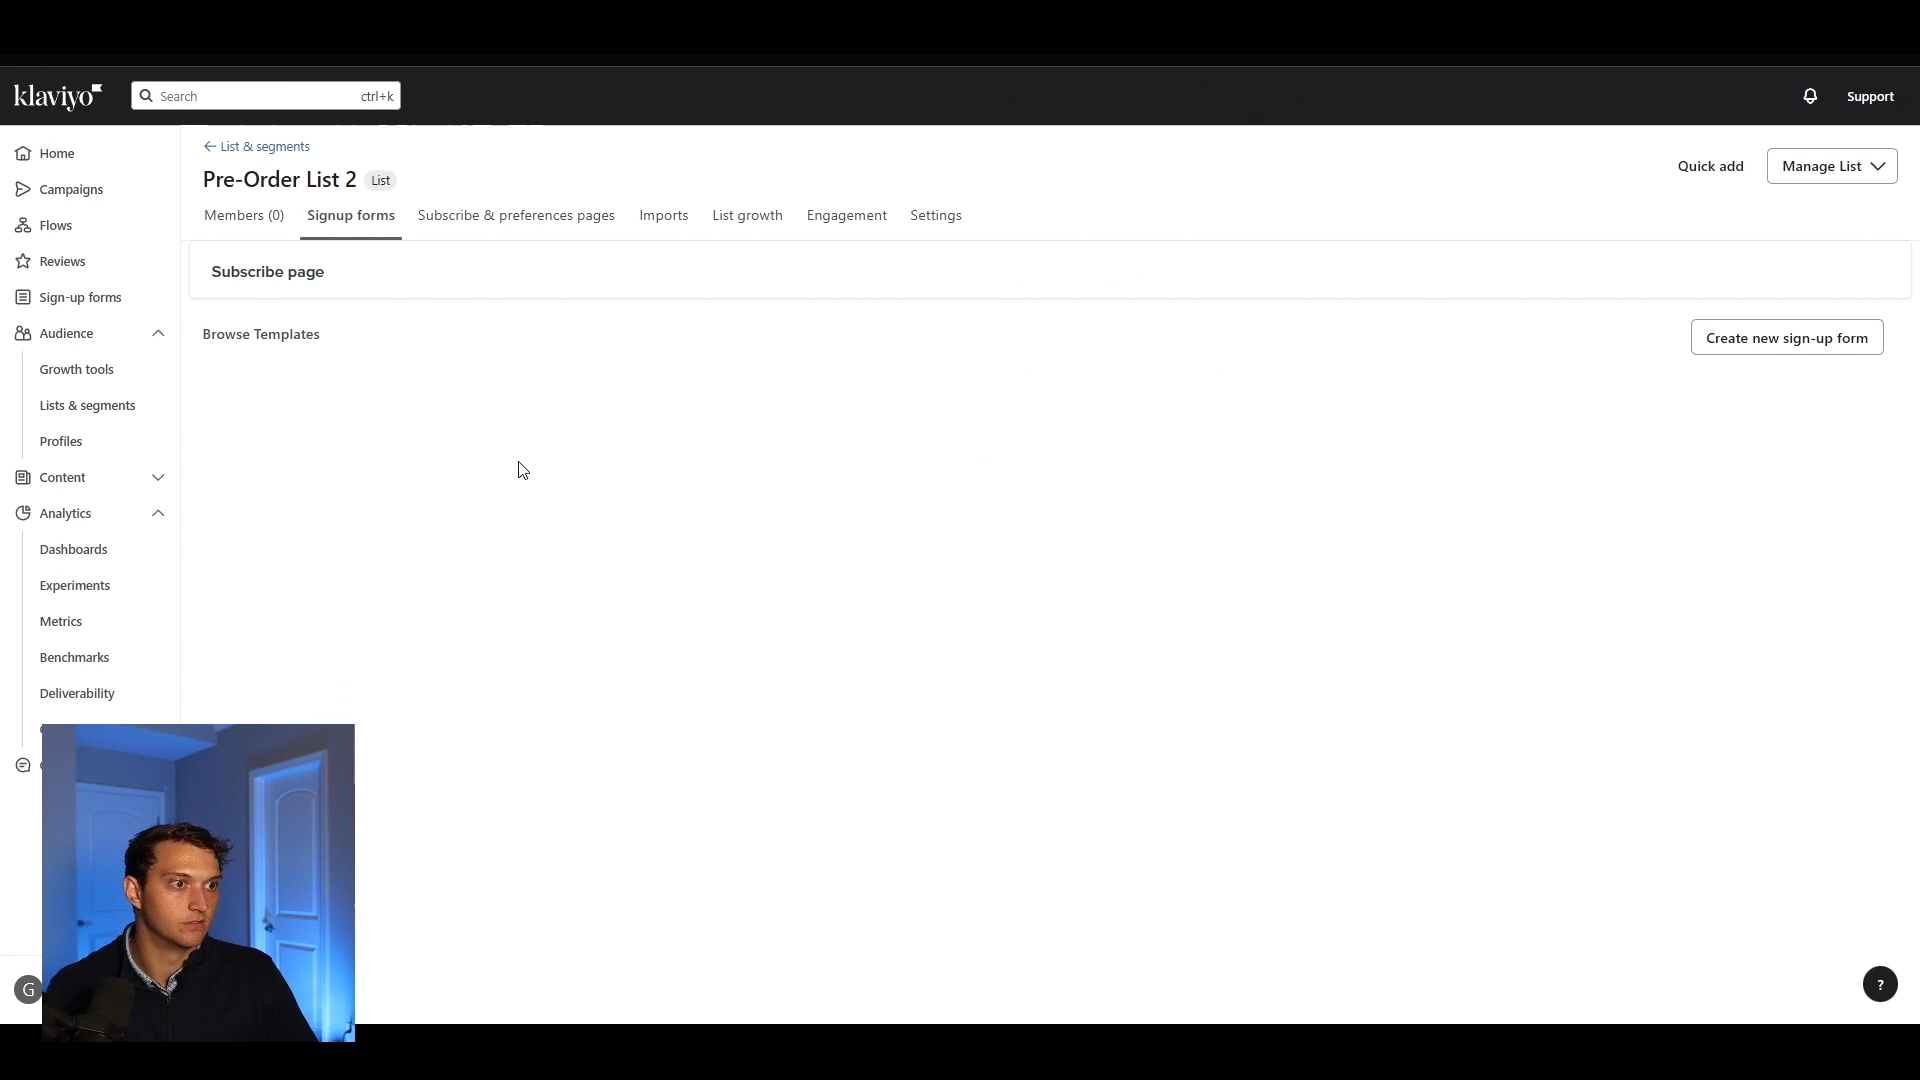 klaviyo
Search ctrl+k
Support
Home
Campaigns
Flows
Reviews
Sign-up forms
Audience
Growth tools
Lists & segments
Profiles
Content
Analytics
Dashboards
Experiments
Metrics
Benchmarks
Deliverability
G
List & segments
Pre-Order List 2 List
Quick add
Manage List
Members (0) Signup forms Subscribe & preferences pages Imports List growth Engagement Settings
Subscribe page
Browse Templates
Create new sign-up form
?